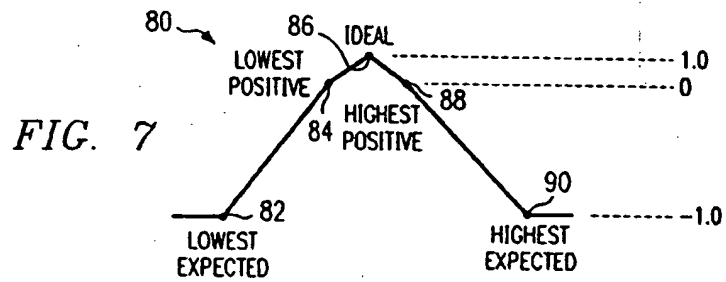 80
86
IDEAL
1.0
LOWEST
POSITIVE
88
0
84
HIGHEST
POSITIVE
FIG. 7
90
82
-1.0
LOWEST
EXPECTED
HIGHEST
EXPECTED